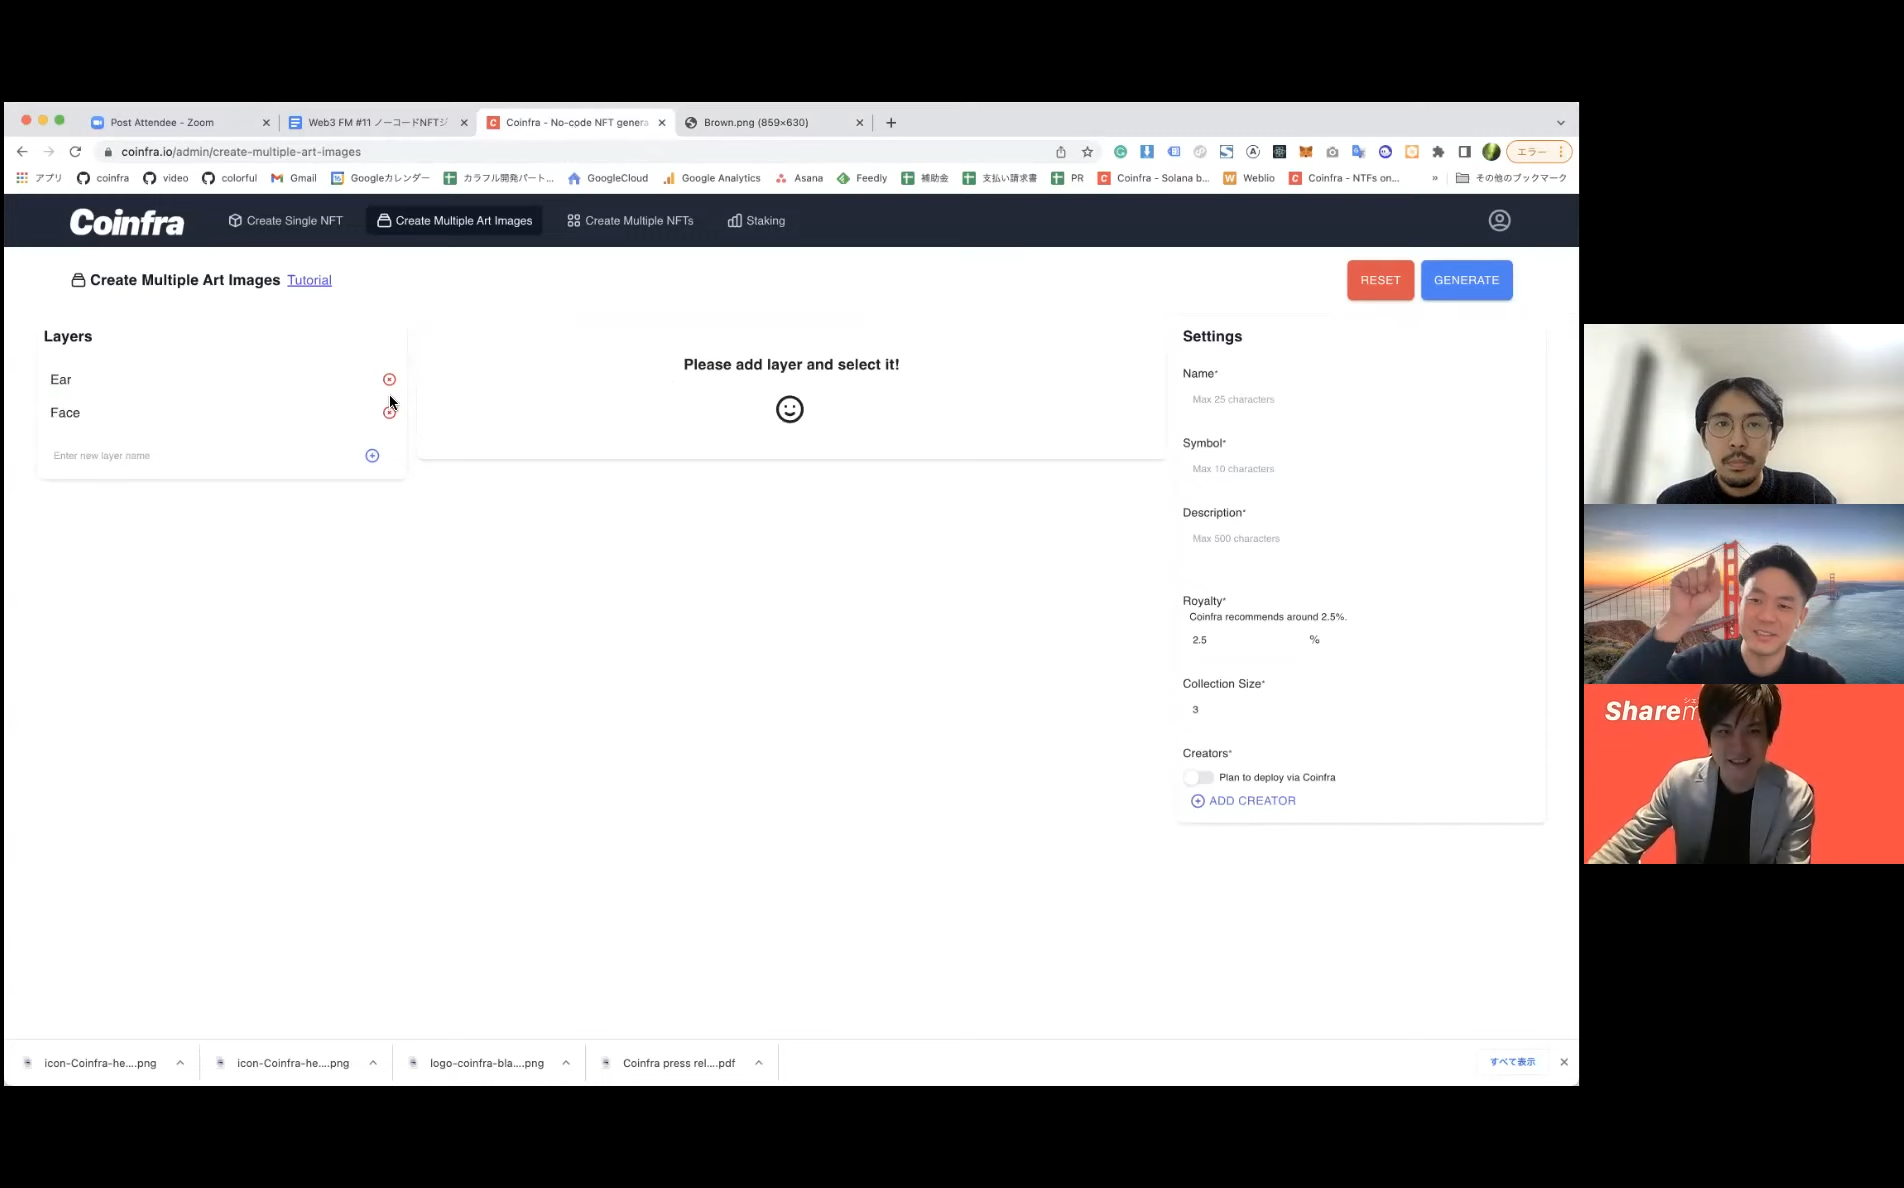 Post Attendee - Zoom
Web3 FM #11 ノーコードNFTジ
Coinfra - No-code NFT genera
Brown.png (859×630)
coinfra.io/admin/create-multiple-art-images
エラー
アプリ
coinfra
video
colorful
Gmail
Googleカレンダー
カラフル開発パート...
GoogleCloud
Google Analytics
Asana
Feedly
補助金
支払い請求書
PR
Coinfra - Solana b...
Weblio
Coinfra - NTFs on...
»
その他のブックマーク
Coinfra
Create Single NFT
Create Multiple Art Images
Create Multiple NFTs
Staking
Create Multiple Art Images
Tutorial
RESET
GENERATE
Layers
Ear
Face
Enter new layer name
Please add layer and select it!
Settings
Name*
Max 25 characters
Symbol*
Max 10 characters
Description*
Max 500 characters
Royalty*
Coinfra recommends around 2.5%.
2.5 %
Collection Size*
3
Creators*
Plan to deploy via Coinfra
ADD CREATOR
Share
icon-Coinfra-he....png
icon-Coinfra-he....png
logo-coinfra-bla....png
Coinfra press rel....pdf
すべて表示